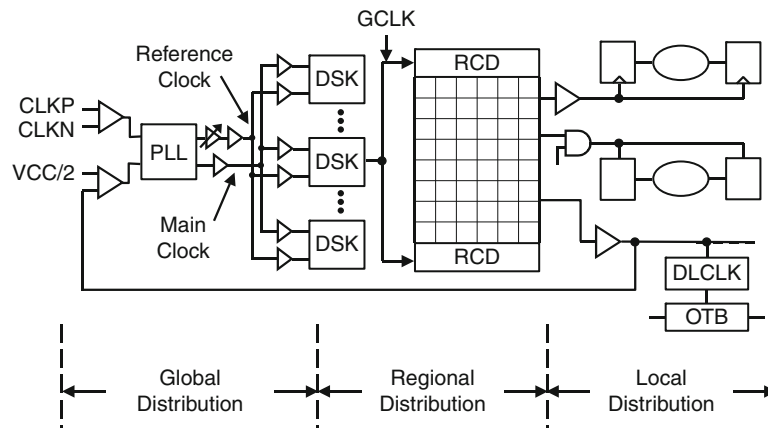 GCLK
Reference
Clock
CLKP
CLKN
VCC/2
PLL
Main
Clock
DSK
DSK
DSK
RCD
RCD
DLCLK
OTB
Global
Distribution
Regional
Distribution
Local
Distribution